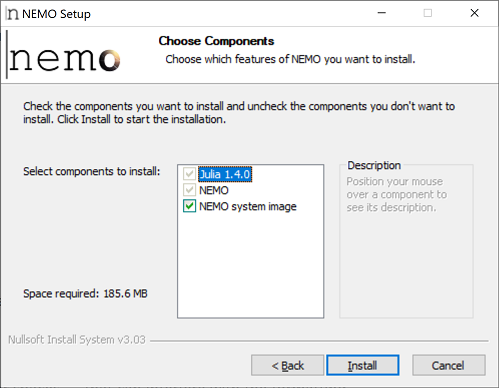 NEMO Setup
nemo
Choose Components
Choose which features of NEMO you want to install.
Check the components you want to install and uncheck the components you don't want to
install. Click Install to start the installation.
Select components to install:
Julia 1.4.0
NEMO
NEMO system image
Description
Position your mouse
over a component to
see its description.
Space required: 185.6 MB
Nullsoft Install System v3.03
< Back
Install
Cancel